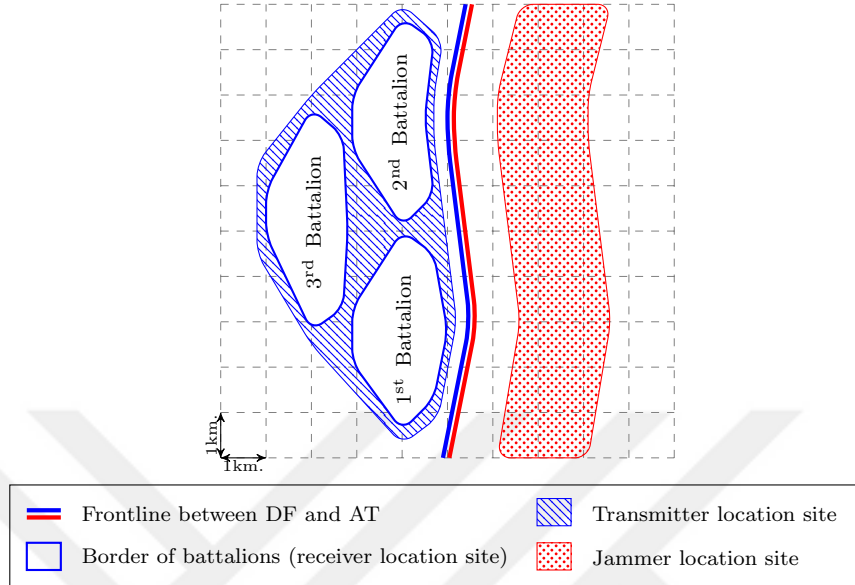 2nd Battalion
3rd Battalion
1st Battalion
1km.
1km.
Frontline between DF and AT
Transmitter location site
Border of battalions (receiver location site)
Jammer location site